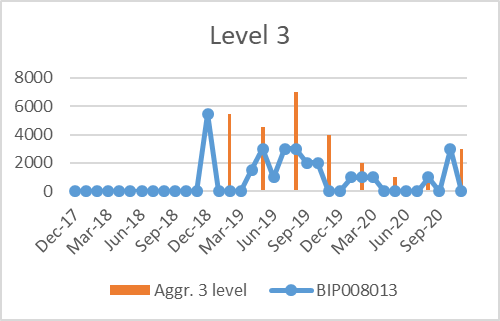 Level 3
8000
6000
4000
2000
0
Dec-17
Mar-18
Jun-18
Sep-18
Dec-18
Mar-19
Jun-19
Sep-19
Dec-19
Mar-20
Jun-20
Sep-20
Aggr. 3 level
BIP008013